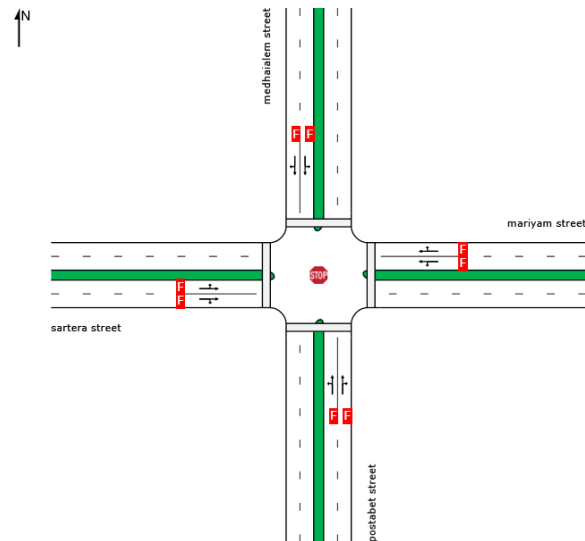 N
medhaialem street
F F
mariyam street
F
F
STOP
F
F
sartera street
F F
postabet street